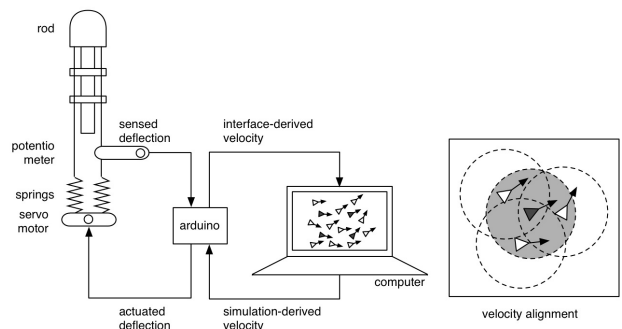 rod
sensed
deflection
interface-derived
velocity
potentio
meter
springs
servo
motor
arduino
computer
actuated
deflection
simulation-derived
velocity
velocity alignment